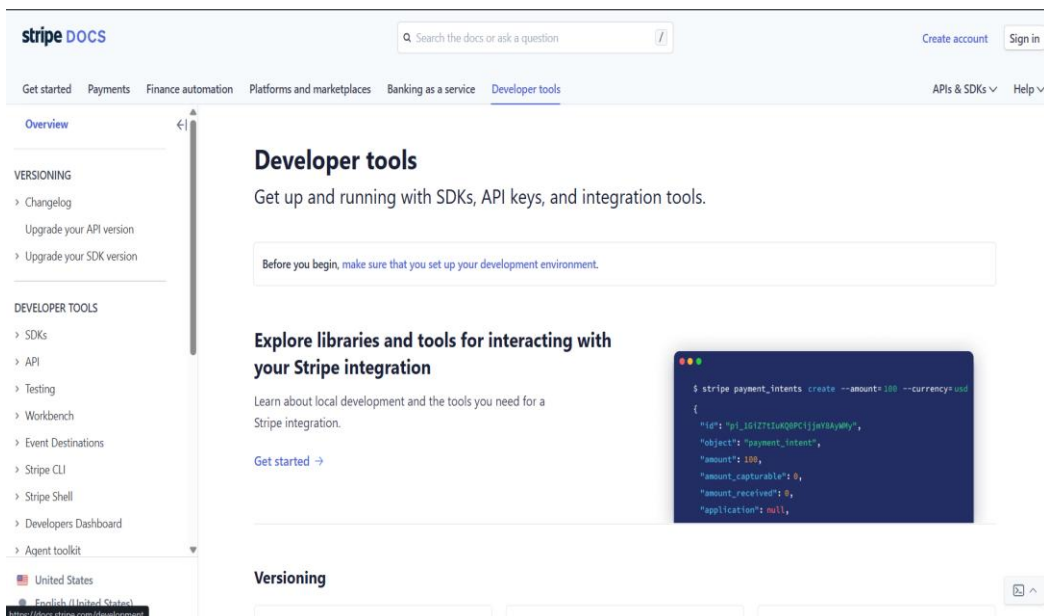 stripe DOCS
Search the docs or ask a question
/
Create account
Sign in
Get started Payments Finance automation Platforms and marketplaces Banking as a service Developer tools
APIs & SDKs
Help
Overview
VERSIONING
Changelog
Upgrade your API version
Upgrade your SDK version
DEVELOPER TOOLS
SDKs
API
Testing
Workbench
Event Destinations
Stripe CLI
Stripe Shell
Developers Dashboard
Agent toolkit
United States
English (United States)
https://docs.stripe.com/development
Developer tools
Get up and running with SDKs, API keys, and integration tools.
Before you begin, make sure that you set up your development environment.
Explore libraries and tools for interacting with
your Stripe integration
Learn about local development and the tools you need for a
Stripe integration.
Get started →
$ stripe payment_intents create --amount=100 --currency=usd
{
"id": "pi_1GiZ7tIuKQ0PCijjmY8AyWMy",
"object": "payment_intent",
"amount": 100,
"amount_capturable": 0,
"amount_received": 0,
"application": null,
Versioning